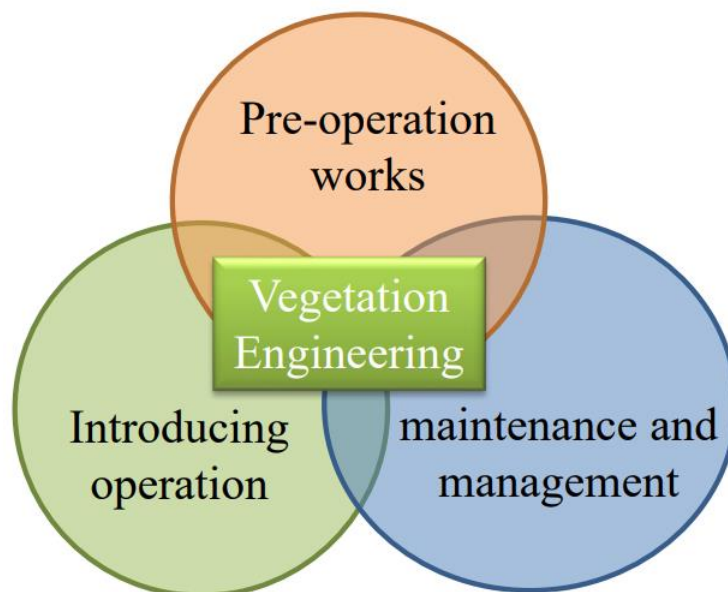 Pre-operation
works
Vegetation
Engineering
Introducing
operation
maintenance and
management